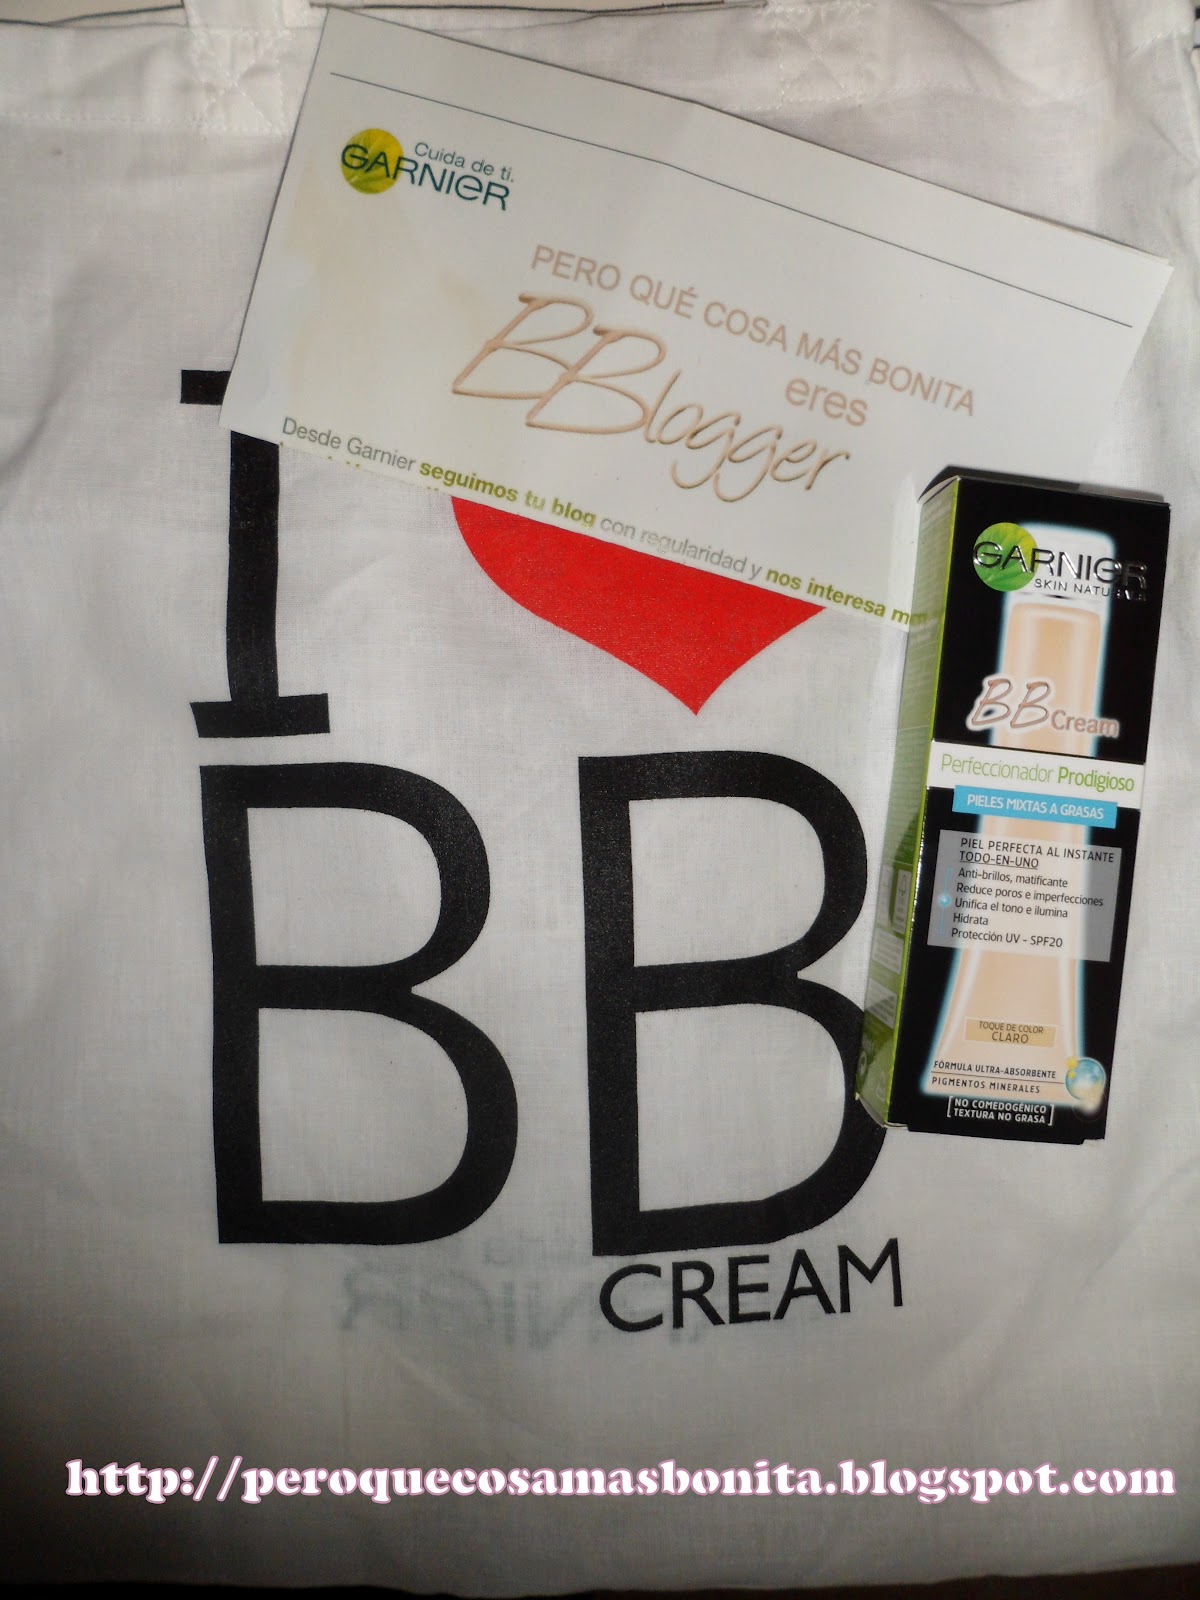 Cuida de ti.
GARNIER
PERO QUÉ COSA MÁS BONITA
eres
BBlogger
Desde Garnier seguimos tu blog con regularidad y nos interesa
I
BB
CREAM
GARNIER
SKIN NATURALS
BB Cream
Perfeccionador Prodigioso
PIELES MIXTAS A GRASAS
PIEL PERFECTA AL INSTANTE
TODO-EN-UNO
Anti-brillos, matificante
Reduce poros e imperfecciones
Unifica el tono e ilumina
Hidrata
Protección UV - SPF20
TOQUE DE COLOR
CLARO
FÓRMULA ULTRA-ABSORBENTE
PIGMENTOS MINERALES
[NO COMEDOGÉNICO
TEXTURA NO GRASA]
http://peroquecosamasbonita.blogspot.com